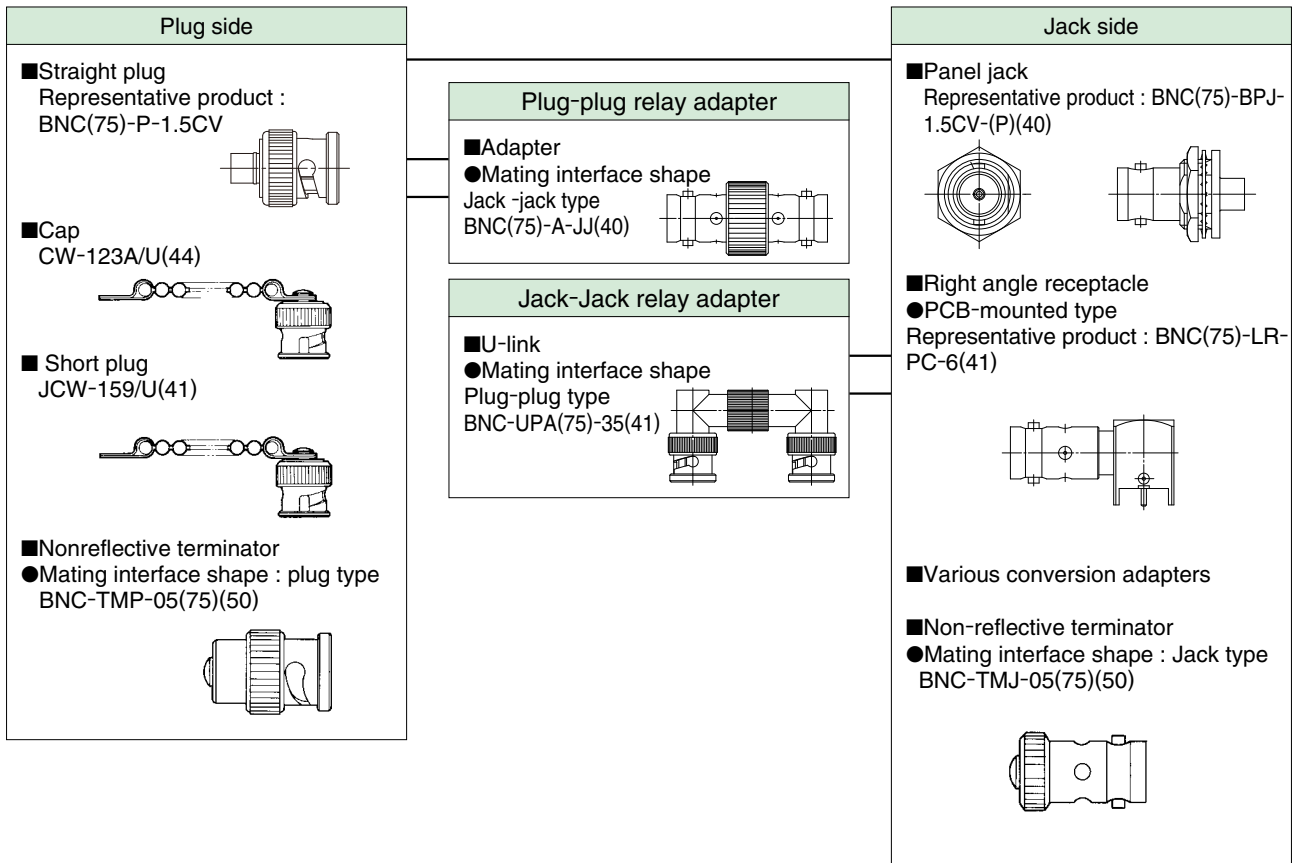 Plug side
■Straight plug
Representative product :
BNC(75)-P-1.5CV
■Cap
CW-123A/U(44)
■ Short plug
JCW-159/U(41)
■Nonreflective terminator
●Mating interface shape : plug type
BNC-TMP-05(75)(50)
Plug-plug relay adapter
■Adapter
●Mating interface shape
Jack -jack type
BNC(75)-A-JJ(40)
Jack-Jack relay adapter
■U-link
●Mating interface shape
Plug-plug type
BNC-UPA(75)-35(41)
Jack side
■Panel jack
Representative product : BNC(75)-BPJ-
1.5CV-(P)(40)
■Right angle receptacle
●PCB-mounted type
Representative product : BNC(75)-LR-
PC-6(41)
■Various conversion adapters
■Non-reflective terminator
●Mating interface shape : Jack type
BNC-TMJ-05(75)(50)